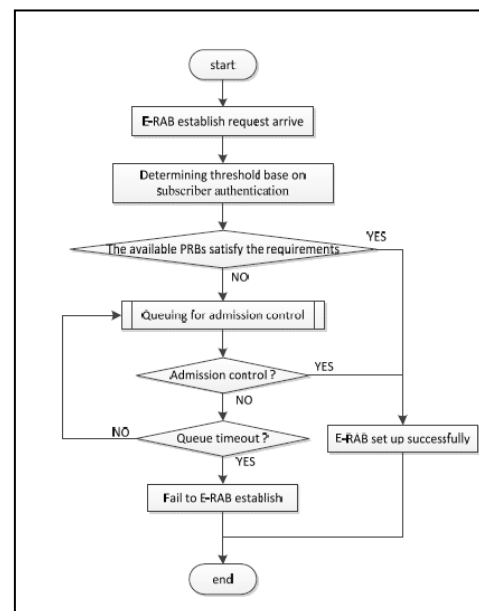 start
E-RAB establish request arrive
Determining threshold base on
subscriber authentication
The available PRBs satisfy the requirements
YES
NO
Queuing for admission control
Admission control ?
YES
NO
Queue timeout ?
NO
YES
E-RAB set up successfully
Fail to E-RAB establish
end